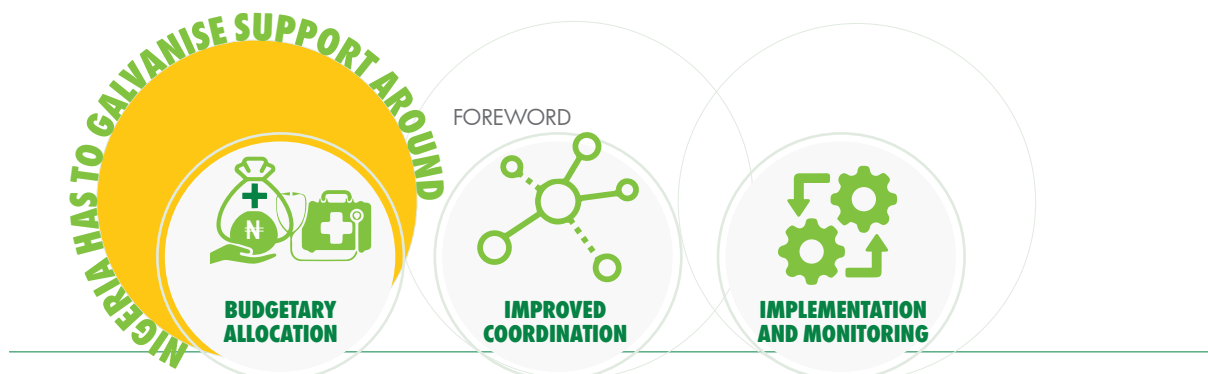 NIGERIA HAS TO GALVANISE SUPPORT AROUND
FOREWORD
₦
BUDGETARY
ALLOCATION
IMPROVED
COORDINATION
IMPLEMENTATION
AND MONITORING